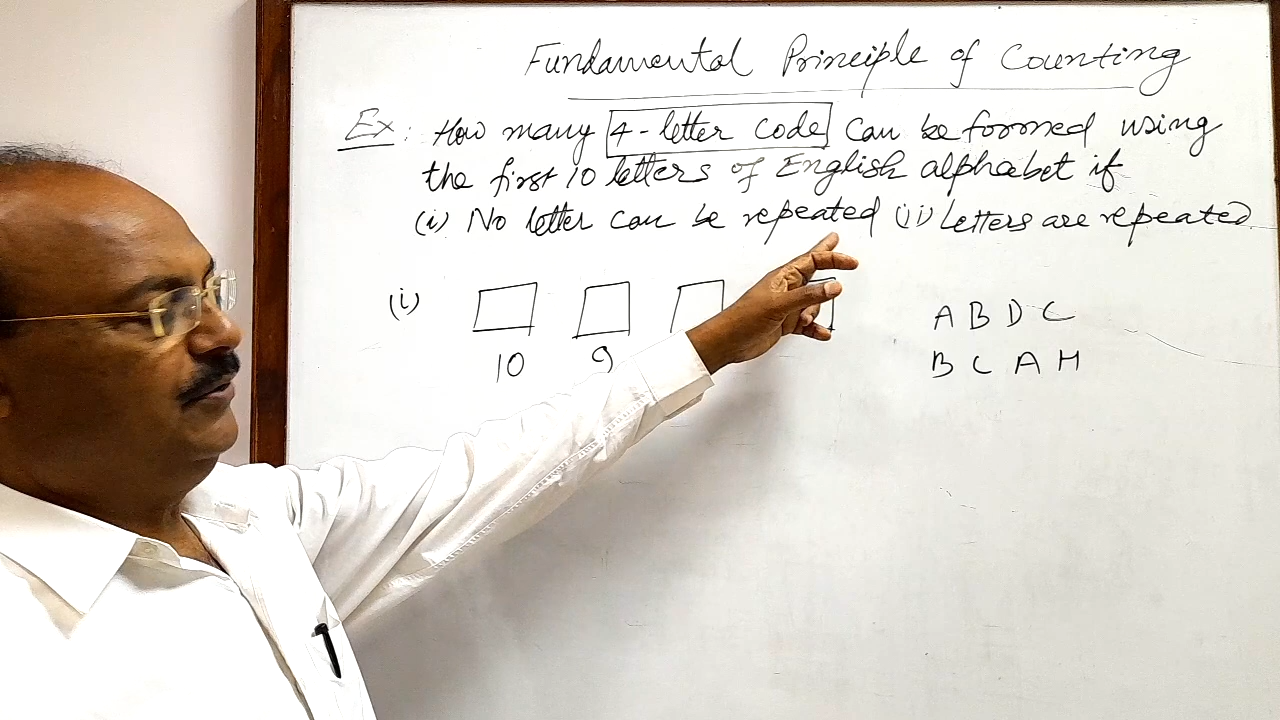 Fundamental Principle of Counting
Ex: How many 4-letter code can be formed using
the first 10 letters of English alphabet if
(i) No letter can be repeated (ii) Letters are repeated.
(i)
A B D C
10 9
B C A H